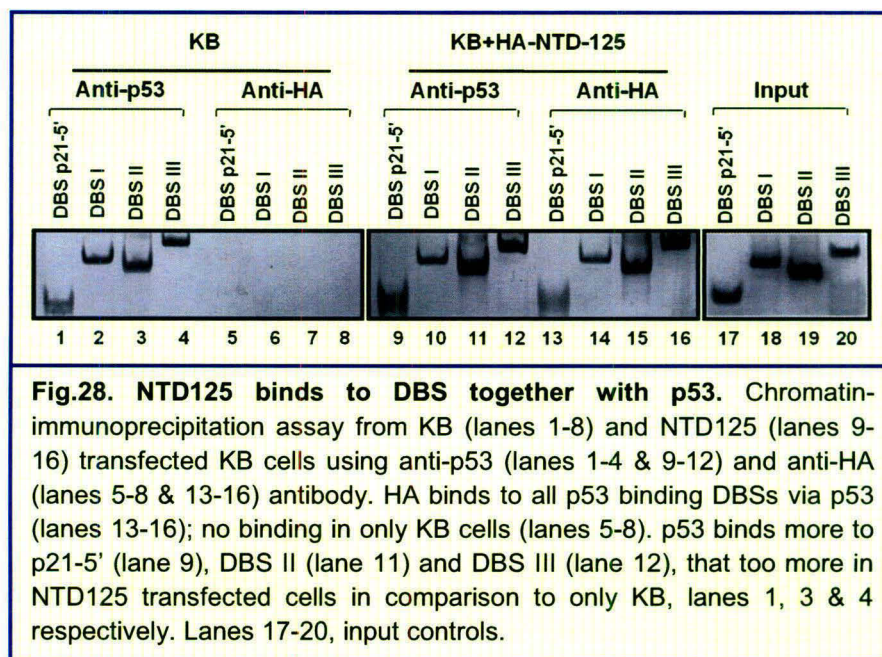 KB
KB+HA-NTD-125
Anti-p53
Anti-HA
Anti-p53
Anti-HA
Input
DBS p21-5'
DBS I
DBS II
DBS III
DBS p21-5'
DBS I
DBS II
DBS III
DBS p21-5'
DBS I
DBS II
DBS III
DBS p21-5'
DBS I
DBS II
DBS III
DBS p21-5'
DBS I
DBS II
DBS III
1 2 3 4 5 6 7 8 9 10 11 12 13 14 15 16 17 18 19 20
Fig.28. NTD125 binds to DBS together with p53. Chromatin-
immunoprecipitation assay from KB (lanes 1-8) and NTD125 (lanes 9-
16) transfected KB cells using anti-p53 (lanes 1-4 & 9-12) and anti-HA
(lanes 5-8 & 13-16) antibody. HA binds to all p53 binding DBSs via p53
(lanes 13-16); no binding in only KB cells (lanes 5-8). p53 binds more to
p21-5' (lane 9), DBS II (lane 11) and DBS III (lane 12), that too more in
NTD125 transfected cells in comparison to only KB, lanes 1, 3 & 4
respectively. Lanes 17-20, input controls.